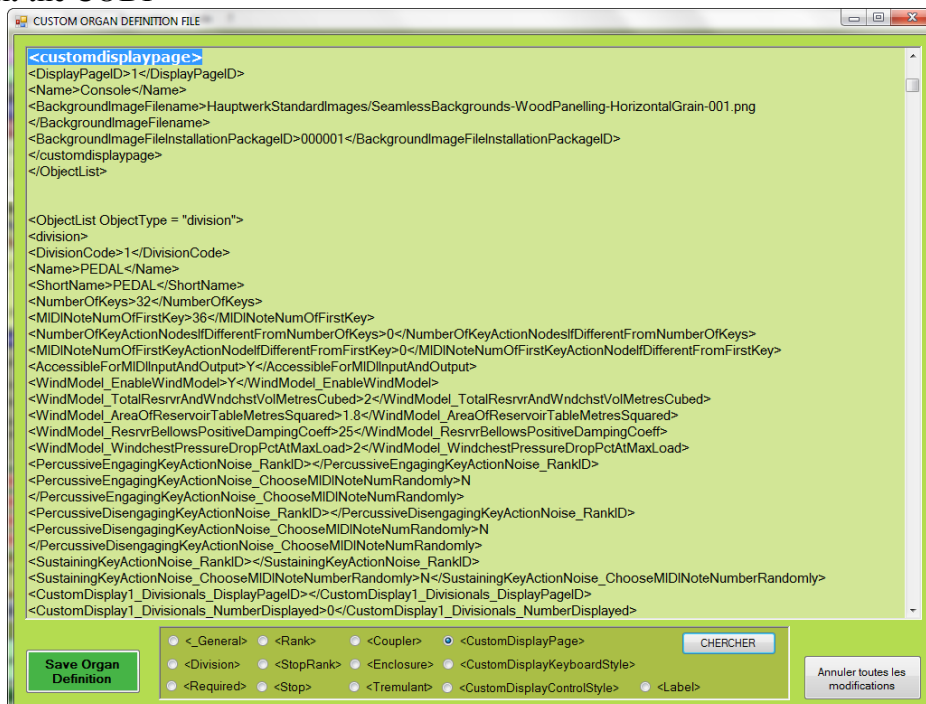 CUSTOM ORGAN DEFINITION FILE
<customdisplaypage>
<DisplayPageID>1</DisplayPageID>
<Name>Console</Name>
<BackgroundImageFilename>HauptwerkStandardImages/SeamlessBackgrounds-WoodPanelling-HorizontalGrain-001.png
</BackgroundImageFilename>
<BackgroundImageFileInstallationPackageID>000001</BackgroundImageFileInstallationPackageID>
</customdisplaypage>
</ObjectList>
<ObjectList ObjectType = "division">
<division>
<DivisionCode>1</DivisionCode>
<Name>PEDAL</Name>
<ShortName>PEDAL</ShortName>
<NumberOfKeys>32</NumberOfKeys>
<MIDINoteNumOfFirstKey>36</MIDINoteNumOfFirstKey>
<NumberOfKeyActionNodesIfDifferentFromNumberOfKeys>0</NumberOfKeyActionNodesIfDifferentFromNumberOfKeys>
<MIDINoteNumOfFirstKeyActionNodeIfDifferentFromFirstKey>0</MIDINoteNumOfFirstKeyActionNodeIfDifferentFromFirstKey>
<AccessibleForMIDIInputAndOutput>Y</AccessibleForMIDIInputAndOutput>
<WindModel_EnableWindModel>Y</WindModel_EnableWindModel>
<WindModel_TotalResrvrAndWndchstVolMetresCubed>2</WindModel_TotalResrvrAndWndchstVolMetresCubed>
<WindModel_AreaOfReservoirTableMetresSquared>1.8</WindModel_AreaOfReservoirTableMetresSquared>
<WindModel_ResrvrBellowsPositiveDampingCoeff>25</WindModel_ResrvrBellowsPositiveDampingCoeff>
<WindModel_WindchestPressureDropPctAtMaxLoad>2</WindModel_WindchestPressureDropPctAtMaxLoad>
<PercussiveEngagingKeyActionNoise_RankID></PercussiveEngagingKeyActionNoise_RankID>
<PercussiveEngagingKeyActionNoise_ChooseMIDINoteNumRandomly>N
</PercussiveEngagingKeyActionNoise_ChooseMIDINoteNumRandomly>
<PercussiveDisengagingKeyActionNoise_RankID></PercussiveDisengagingKeyActionNoise_RankID>
<PercussiveDisengagingKeyActionNoise_ChooseMIDINoteNumRandomly>N
</PercussiveDisengagingKeyActionNoise_ChooseMIDINoteNumRandomly>
<SustainingKeyActionNoise_RankID></SustainingKeyActionNoise_RankID>
<SustainingKeyActionNoise_ChooseMIDINoteNumberRandomly>N</SustainingKeyActionNoise_ChooseMIDINoteNumberRandomly>
<CustomDisplay1_Divisionals_DisplayPageID></CustomDisplay1_Divisionals_DisplayPageID>
<CustomDisplay1_Divisionals_NumberDisplayed>0</CustomDisplay1_Divisionals_NumberDisplayed>
<_General> <Rank> <Coupler> <CustomDisplayPage> CHERCHER
<Division> <StopRank> <Enclosure> <CustomDisplayKeyboardStyle>
<Required> <Stop> <Tremulant> <CustomDisplayControlStyle> <Label>
Save Organ
Definition
Annuler toutes les
modifications